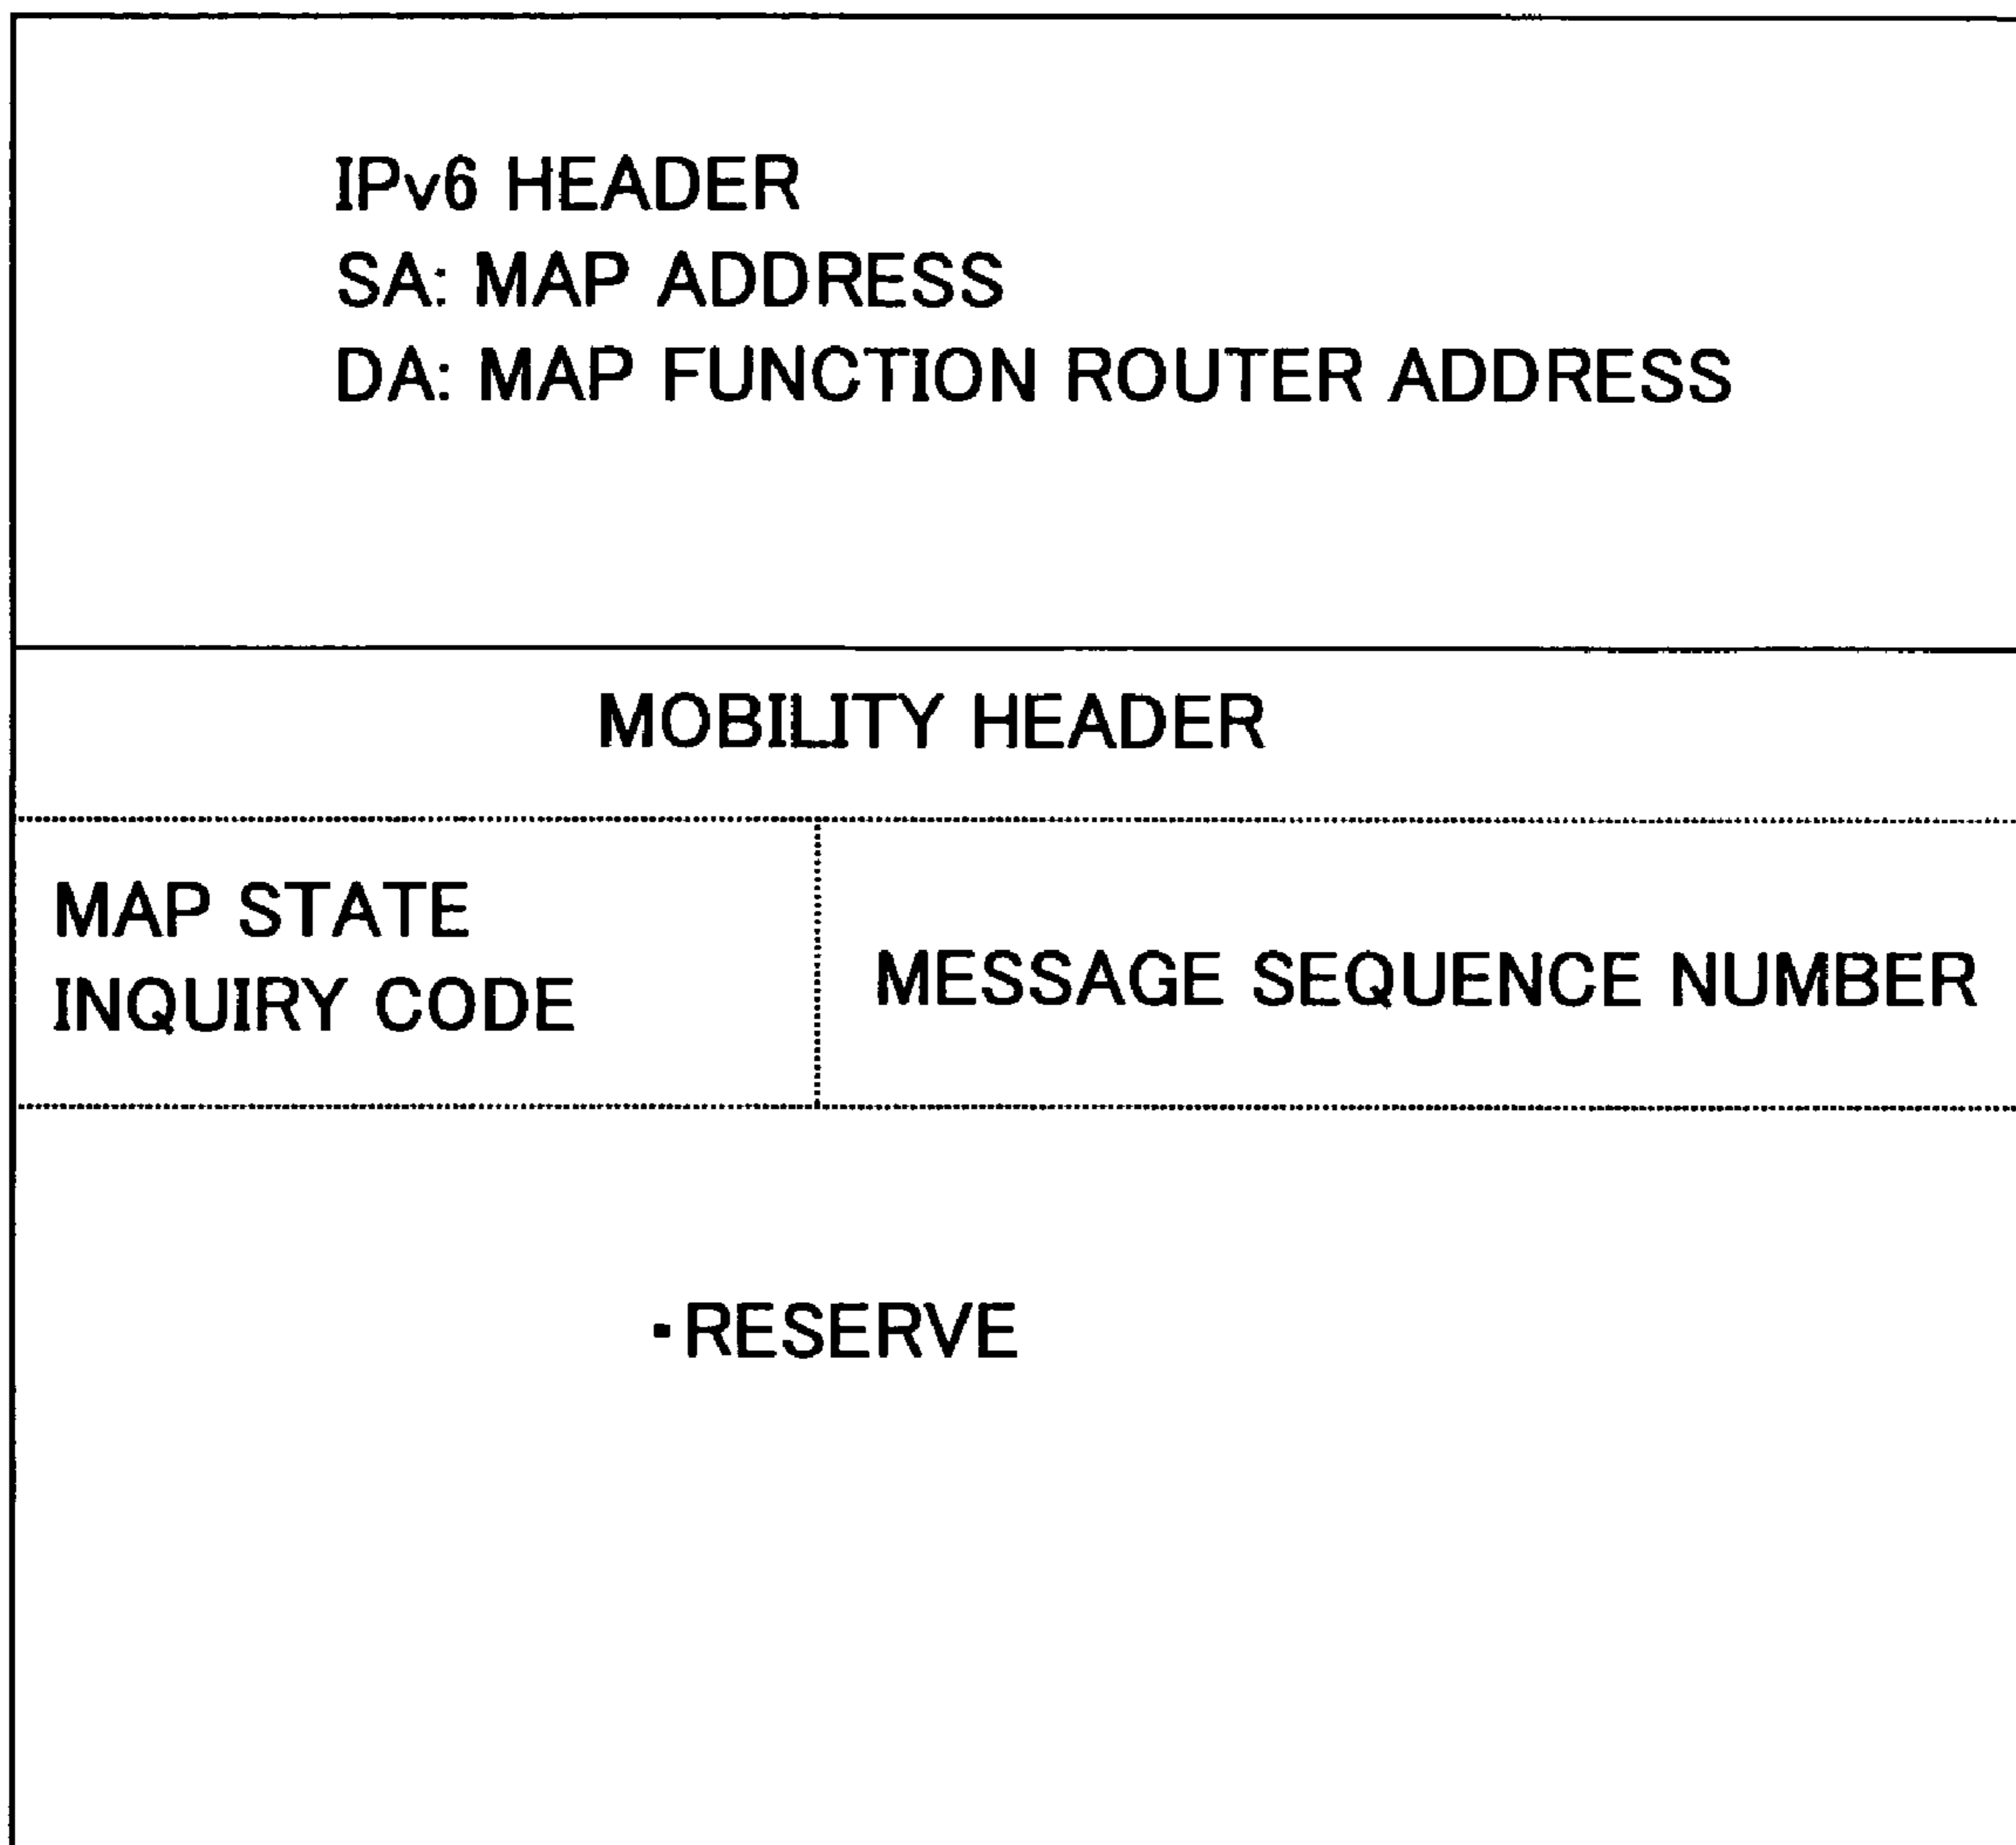 IPv6 HEADER
SA: MAP ADDRESS
DA: MAP FUNCTION ROUTER ADDRESS
MOBILITY HEADER
MAP STATE
INQUIRY CODE
MESSAGE SEQUENCE NUMBER
▪RESERVE